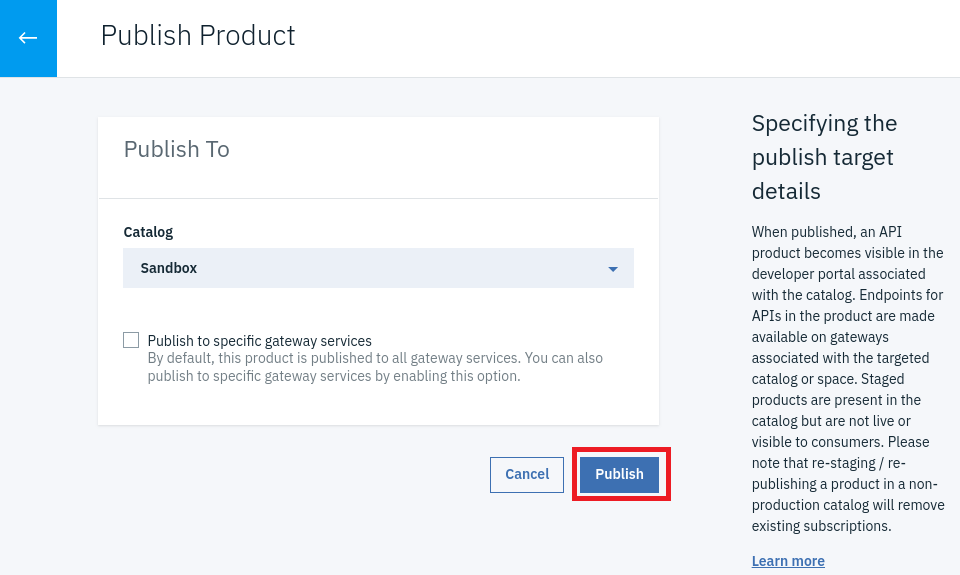 Publish Product
Publish To
Catalog
Sandbox
Publish to specific gateway services
By default, this product is published to all gateway services. You can also
publish to specific gateway services by enabling this option.
Cancel
Publish
Specifying the
publish target
details
When published, an API
product becomes visible in the
developer portal associated
with the catalog. Endpoints for
APIs in the product are made
available on gateways
associated with the targeted
catalog or space. Staged
products are present in the
catalog but are not live or
visible to consumers. Please
note that re-staging / re-
publishing a product in a non-
production catalog will remove
existing subscriptions.
Learn more